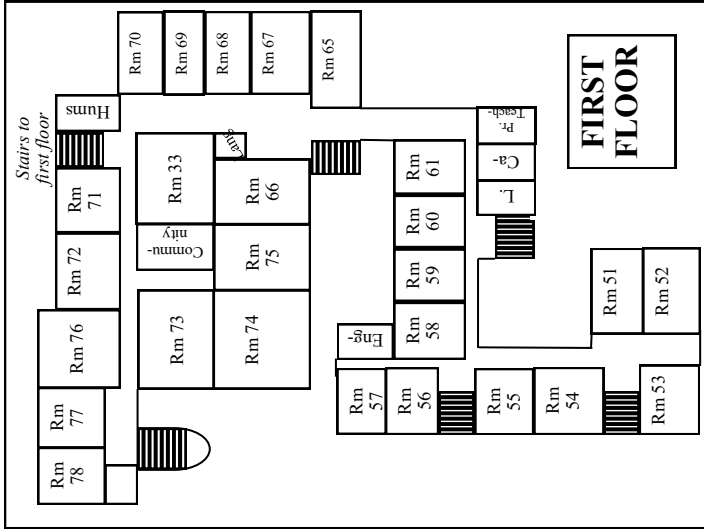 Rm 70
Rm 69
Rm 68
Rm 67
Rm 65
FIRST
FLOOR
Hums
Pr.
Teach-
Stairs to
first floor
Lang
Rm 33
Rm
61
Ca-
Rm
66
Rm
71
L.
Rm
60
Commu-
nity
Rm
75
Rm
72
Rm
59
Rm 51
Rm 52
Rm 73
Rm 74
Rm 76
Rm
58
Eng-
Rm
57
Rm
56
Rm
55
Rm
54
Rm 53
Rm
77
Rm
78